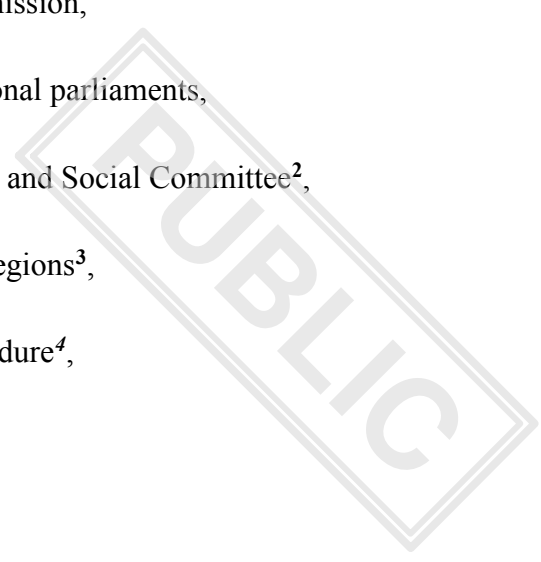 ission,
onal parliaments,
and Social Committee²,
egions³,
dure⁴,
PUBLIC